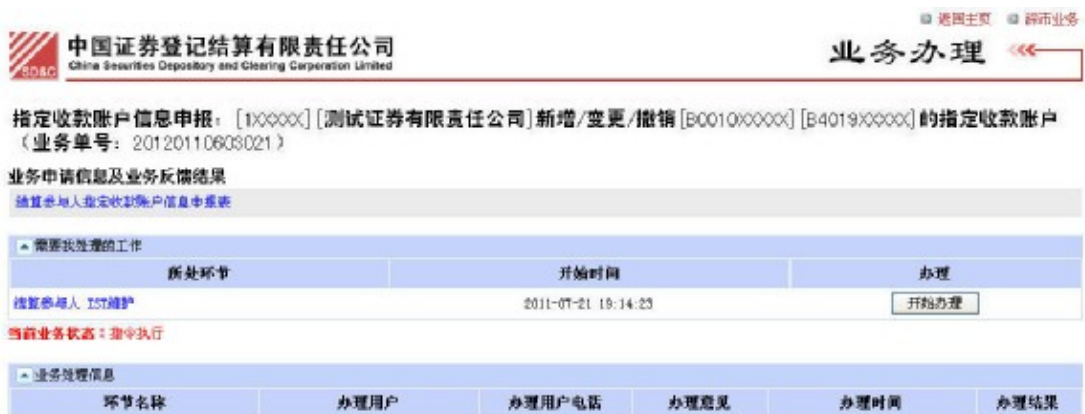 返回主页 辞市业务
中国证券登记结算有限责任公司
China Securities Depository and Clearing Corporation Limited
SD&C
业务办理
指定收款账户信息申报：[1XXXXX][测试证券有限责任公司]新增/变更/撤销[B0010XXXXX][B4019XXXXX]的指定收款账户
（业务单号：20120110603021）
业务申请信息及业务反馈结果
结算参与人指定收款账户信息申报表
需要我处理的工作
所处环节 开始时间 办理
结算参与人 IST维护 2011-07-21 19:14:23 开始办理
当前业务状态：指令执行
业务处理信息
环节名称 办理用户 办理用户电话 办理意见 办理时间 办理结果